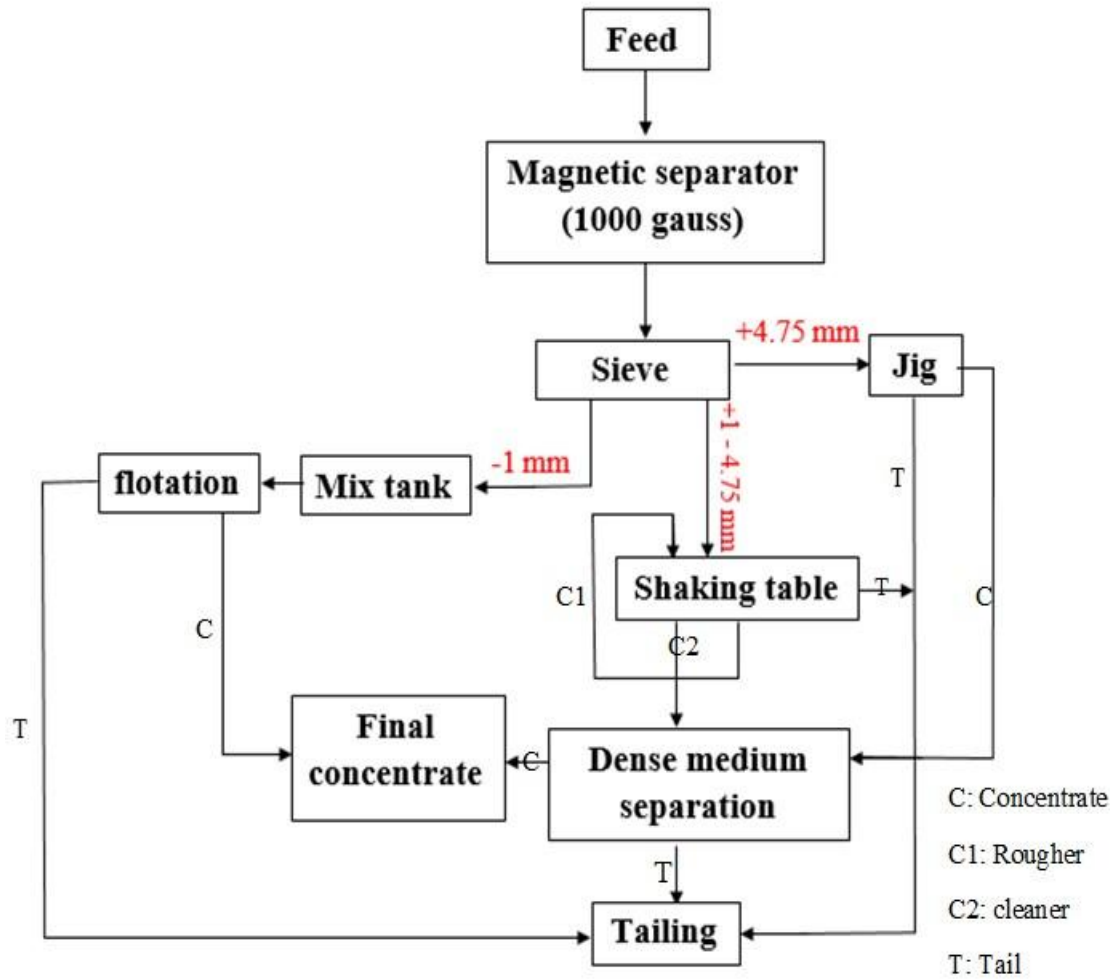 Feed
Magnetic separator
(1000 gauss)
+4.75 mm
Sieve
Jig
+1 - 4.75 mm
-1 mm
flotation
Mix tank
T
Shaking table
T
C1
C
C
C2
T
Final
concentrate
C
Dense medium
separation
C: Concentrate
C1: Rougher
T
C2: cleaner
Tailing
T: Tail